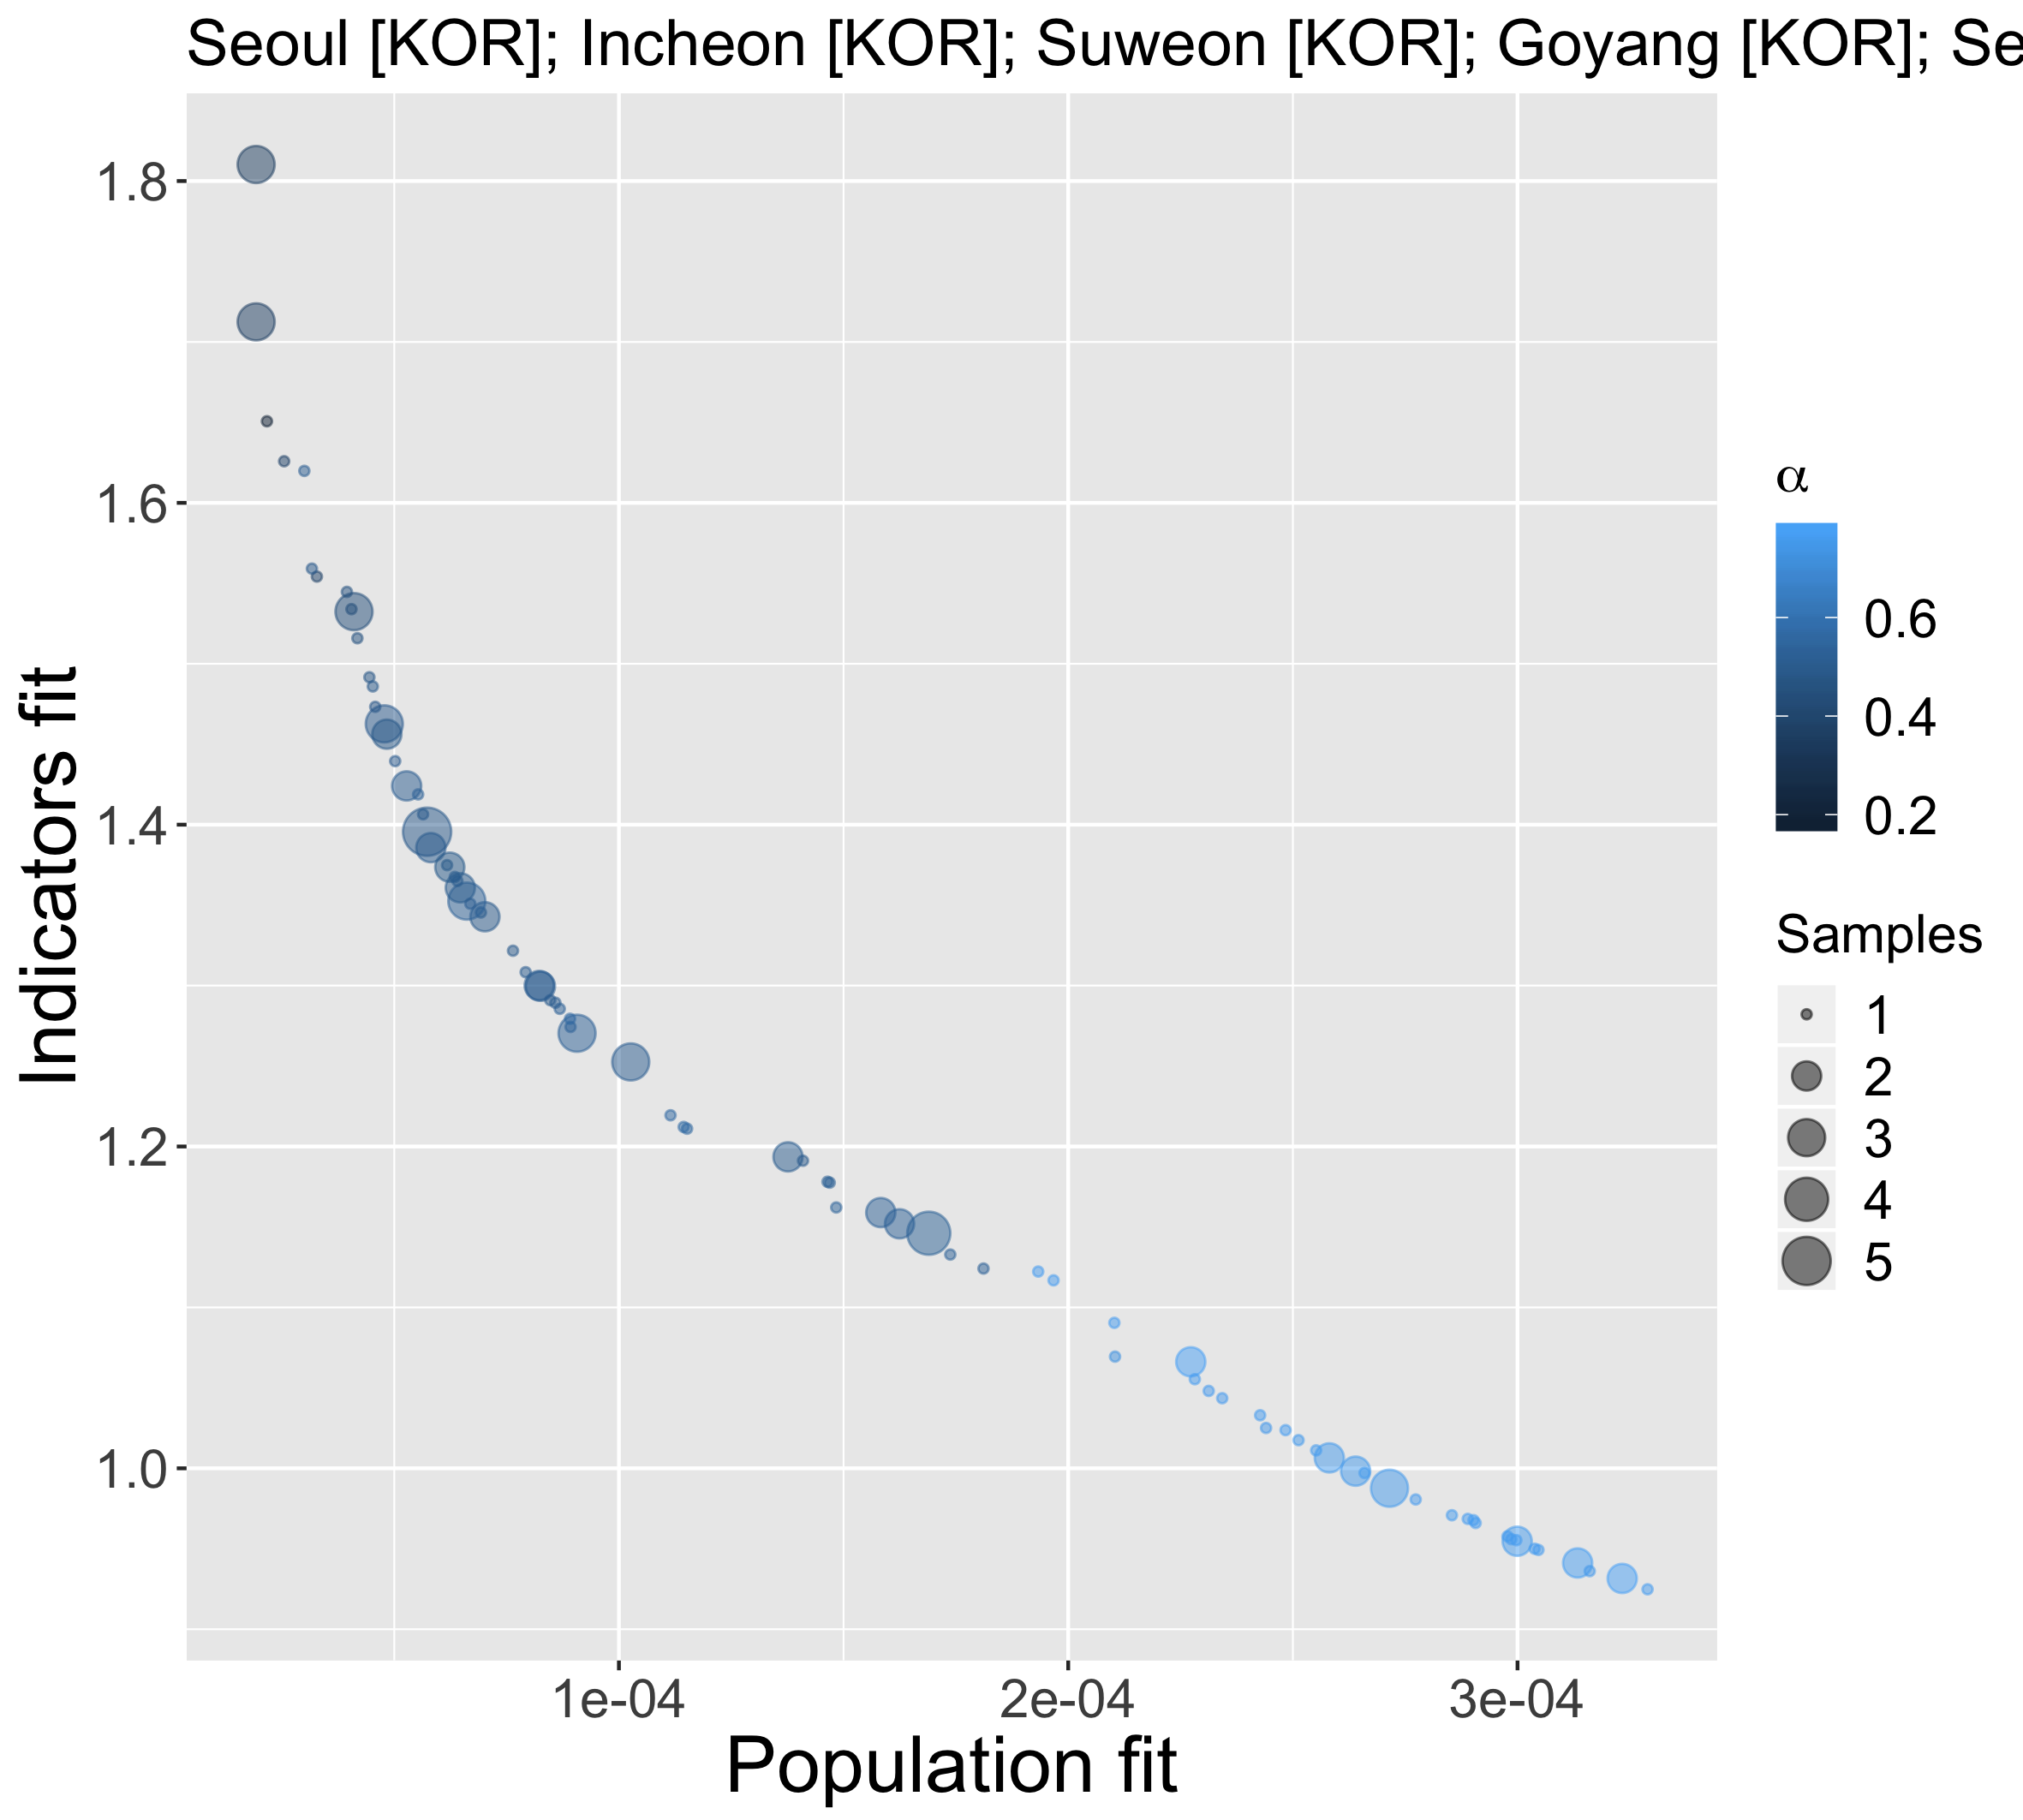 Seoul [KOR]; Incheon [KOR]; Suweon [KOR]; Goyang [KOR]; Se
Indicators fit
1.8
1.6
1.4
1.2
1.0
1e-04
2e-04
3e-04
Population fit
α
0.6
0.4
0.2
Samples
1
2
3
4
5